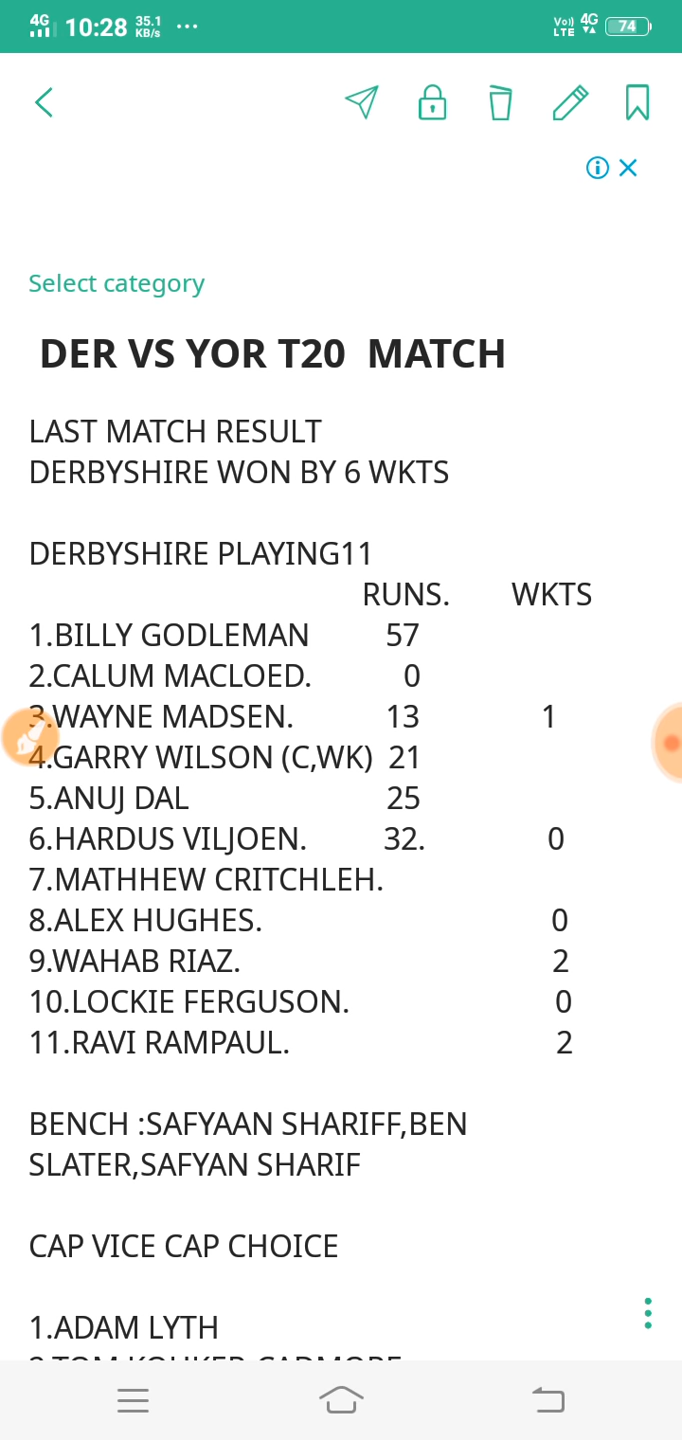 4G 10:28 35.1 KB/s ... Vo)) LTE 4G 74
Select category
DER VS YOR T20 MATCH
LAST MATCH RESULT
DERBYSHIRE WON BY 6 WKTS
DERBYSHIRE PLAYING11
RUNS. WKTS
1.BILLY GODLEMAN 57
2.CALUM MACLOED. 0
3.WAYNE MADSEN. 13 1
4.GARRY WILSON (C,WK) 21
5.ANUJ DAL 25
6.HARDUS VILJOEN. 32. 0
7.MATHHEW CRITCHLEH.
8.ALEX HUGHES. 0
9.WAHAB RIAZ. 2
10.LOCKIE FERGUSON. 0
11.RAVI RAMPAUL. 2
BENCH :SAFYAAN SHARIFF,BEN
SLATER,SAFYAN SHARIF
CAP VICE CAP CHOICE
1.ADAM LYTH